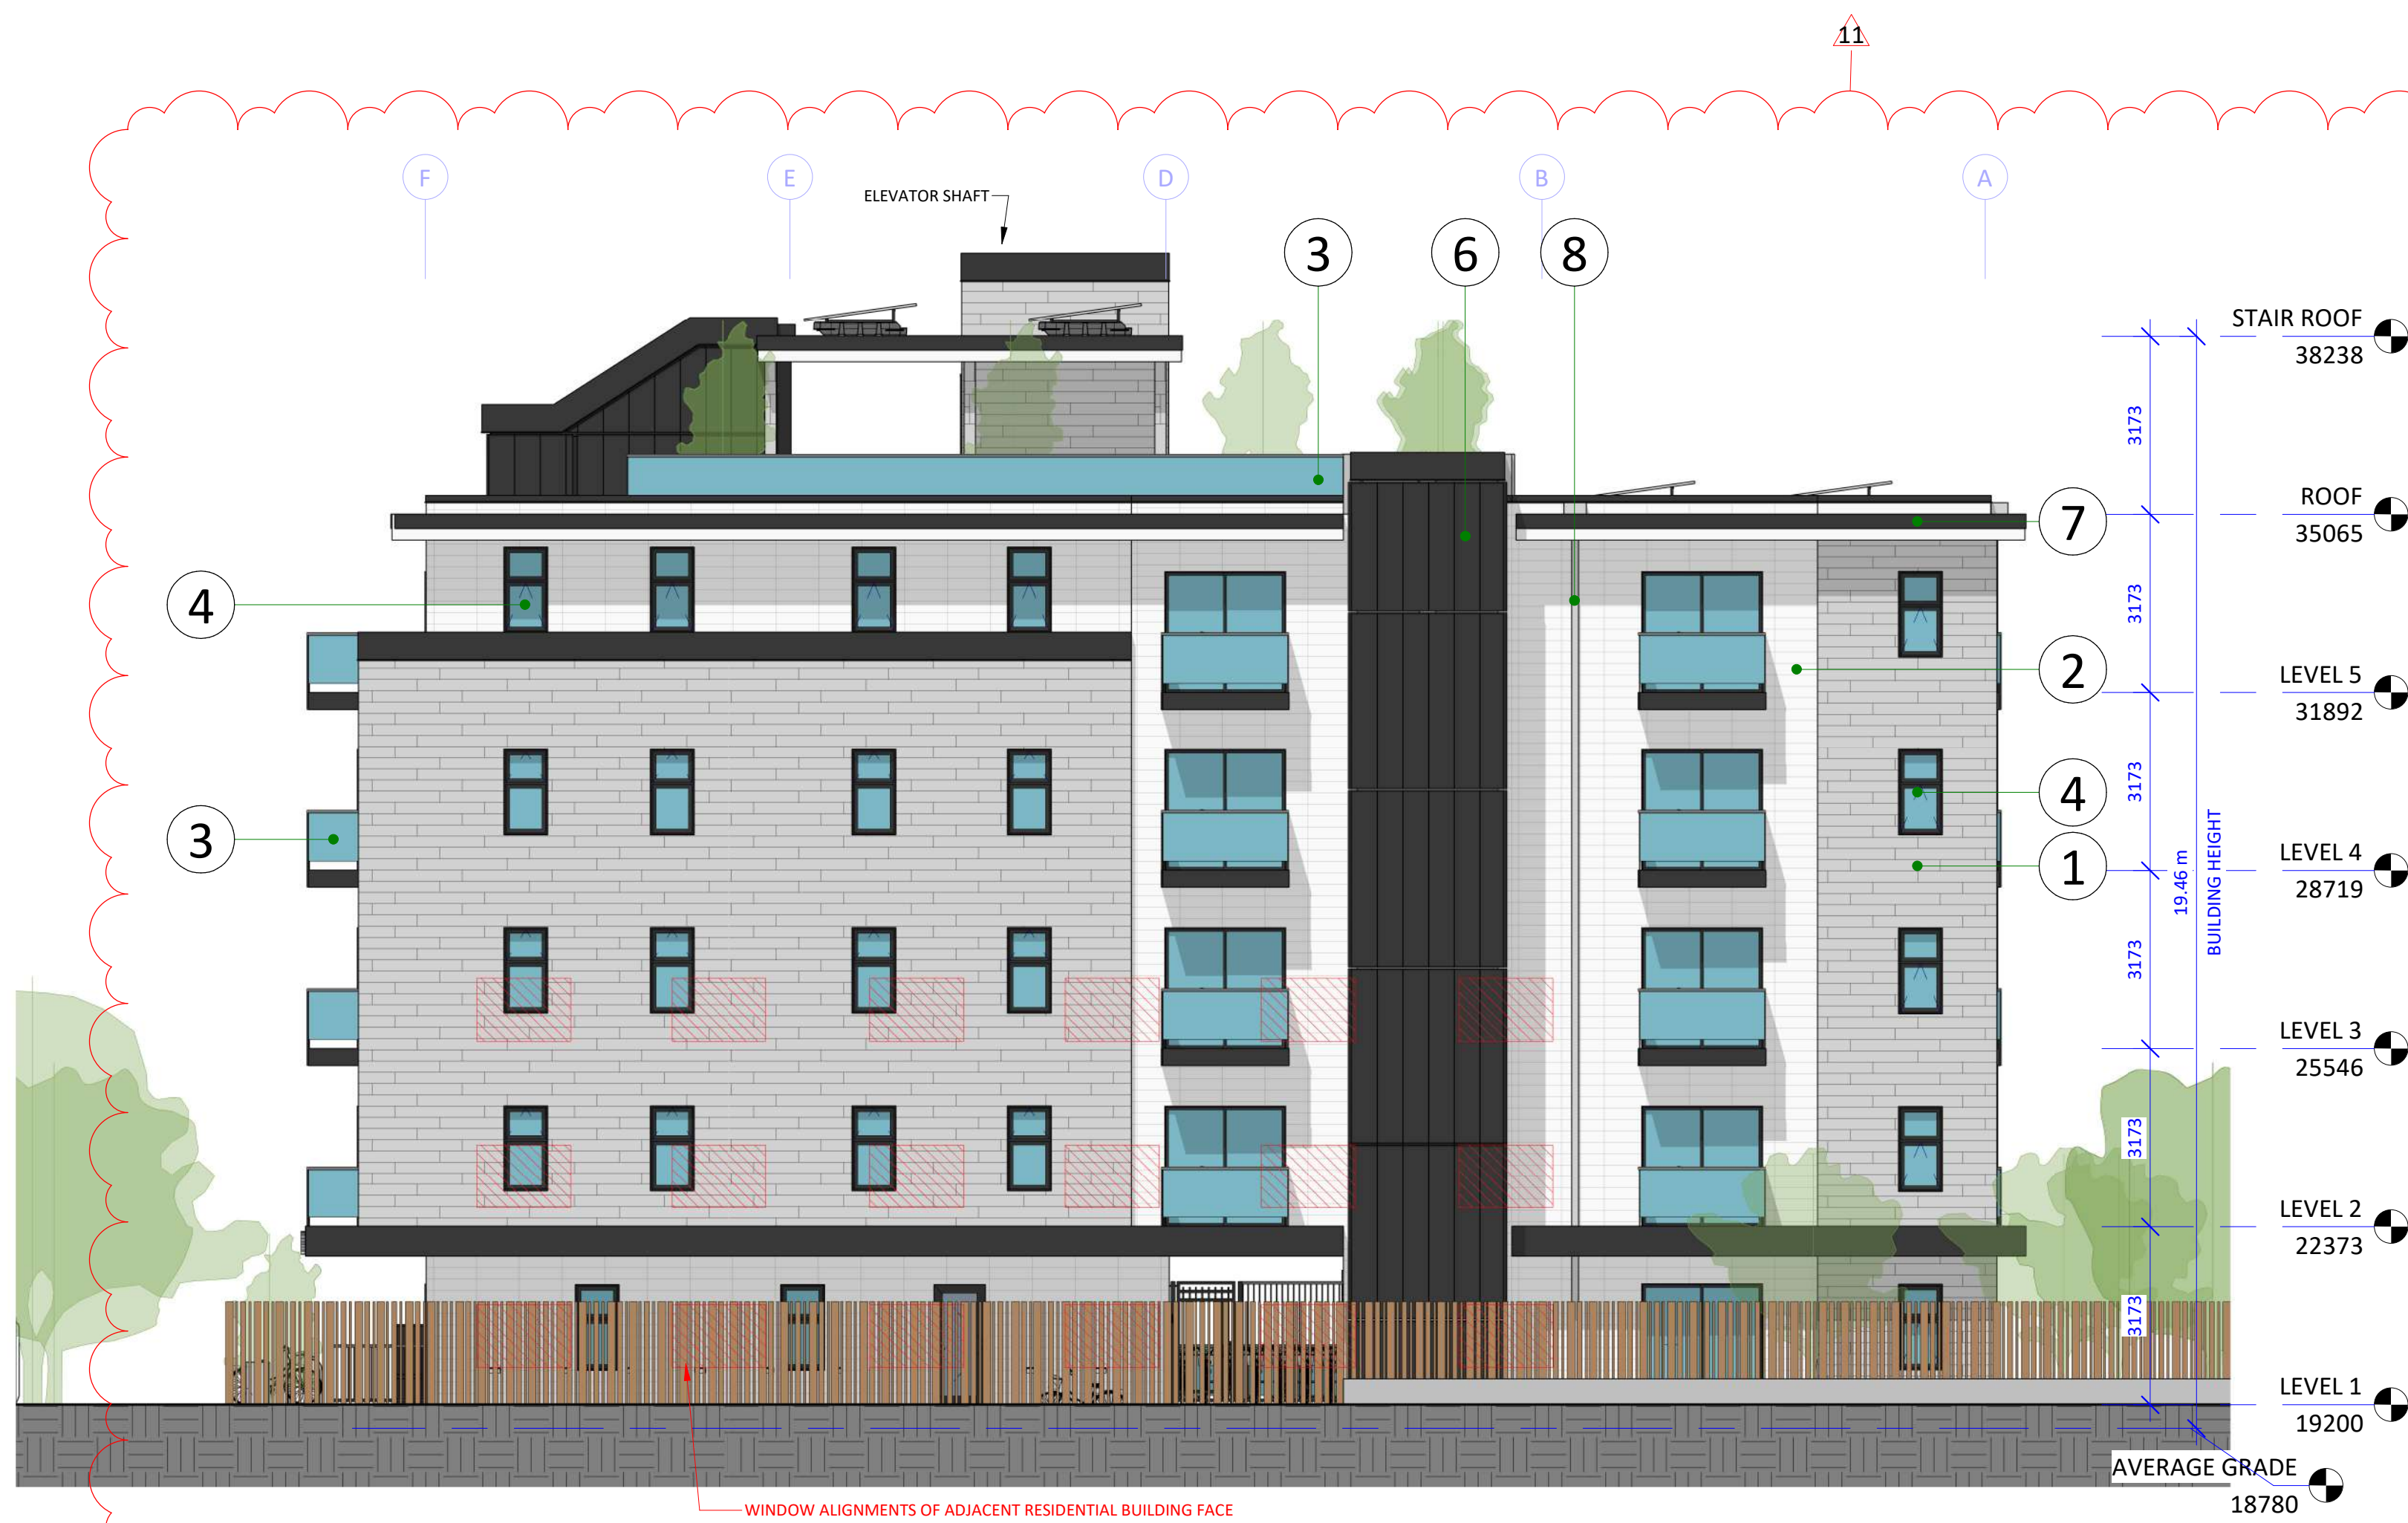 11
F
E
D
B
A
ELEVATOR SHAFT
3
6
8
STAIR ROOF
38238
3173
ROOF
35065
7
3173
4
2
LEVEL 5
31892
3173
4
3
1
LEVEL 4
28719
19.46 m
BUILDING HEIGHT
3173
LEVEL 3
25546
3173
LEVEL 2
22373
3173
LEVEL 1
19200
AVERAGE GRADE
18780
WINDOW ALIGNMENTS OF ADJACENT RESIDENTIAL BUILDING FACE